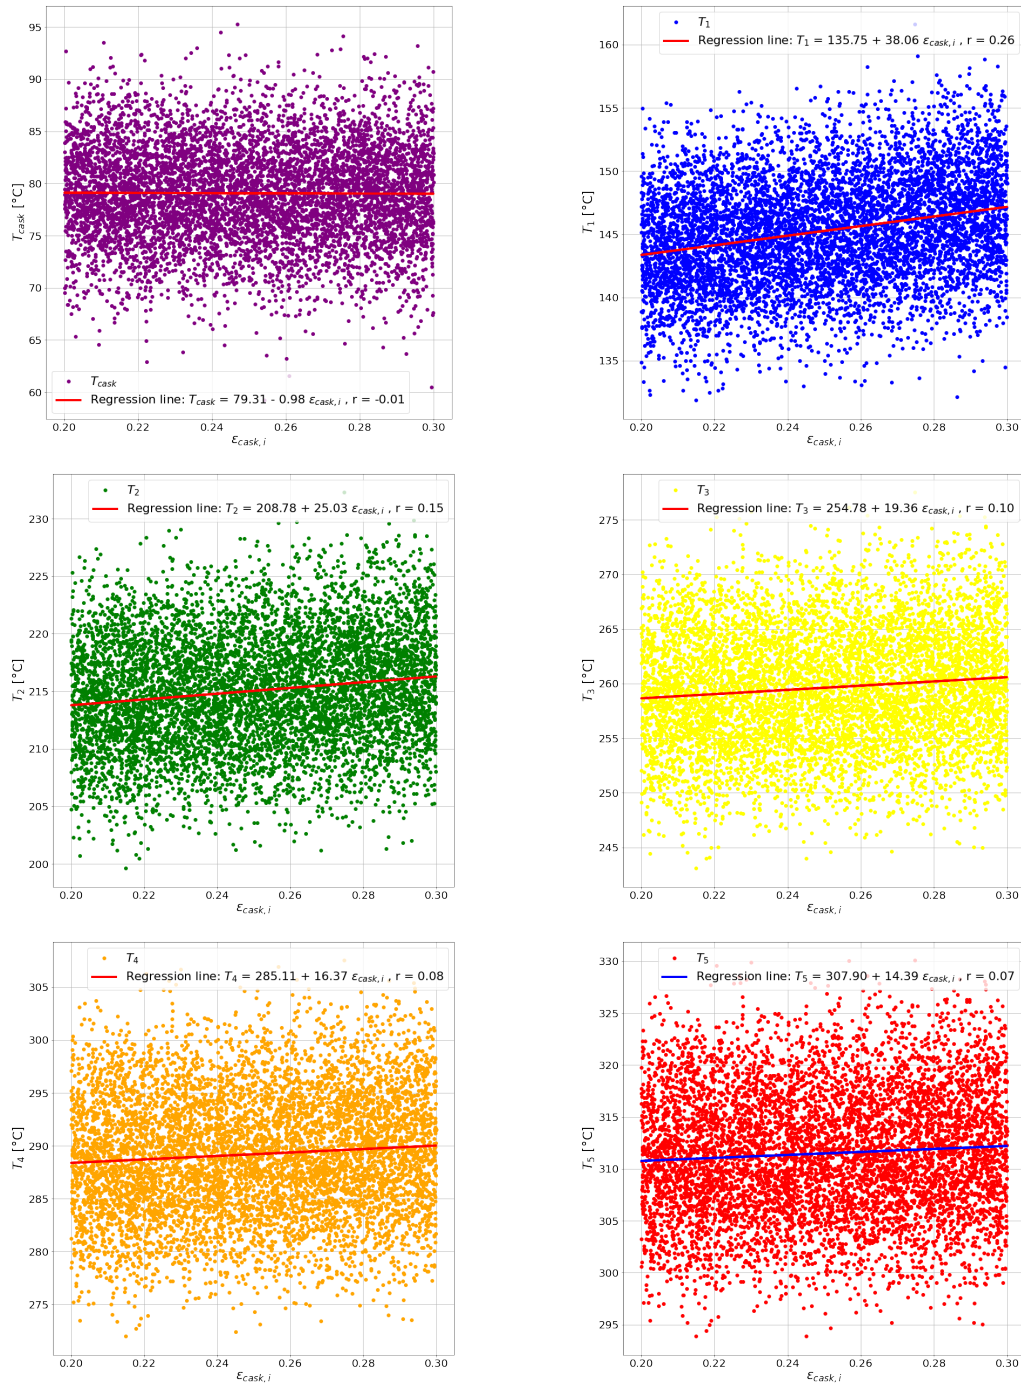 95
90
85
80
75
70
65
60
T_cask [°C]
T_cask
Regression line: T_cask = 79.31 - 0.98 ε_cask, i , r = -0.01
0.20 0.22 0.24 0.26 0.28 0.30
ε_cask, i
160
155
150
145
140
135
T_1 [°C]
T_1
Regression line: T_1 = 135.75 + 38.06 ε_cask, i , r = 0.26
0.20 0.22 0.24 0.26 0.28 0.30
ε_cask, i
230
225
220
215
210
205
200
T_2 [°C]
T_2
Regression line: T_2 = 208.78 + 25.03 ε_cask, i , r = 0.15
0.20 0.22 0.24 0.26 0.28 0.30
ε_cask, i
275
270
265
260
255
250
245
T_3 [°C]
T_3
Regression line: T_3 = 254.78 + 19.36 ε_cask, i , r = 0.10
0.20 0.22 0.24 0.26 0.28 0.30
ε_cask, i
305
300
295
290
285
280
275
T_4 [°C]
T_4
Regression line: T_4 = 285.11 + 16.37 ε_cask, i , r = 0.08
0.20 0.22 0.24 0.26 0.28 0.30
ε_cask, i
330
325
320
315
310
305
300
295
T_5 [°C]
T_5
Regression line: T_5 = 307.90 + 14.39 ε_cask, i , r = 0.07
0.20 0.22 0.24 0.26 0.28 0.30
ε_cask, i